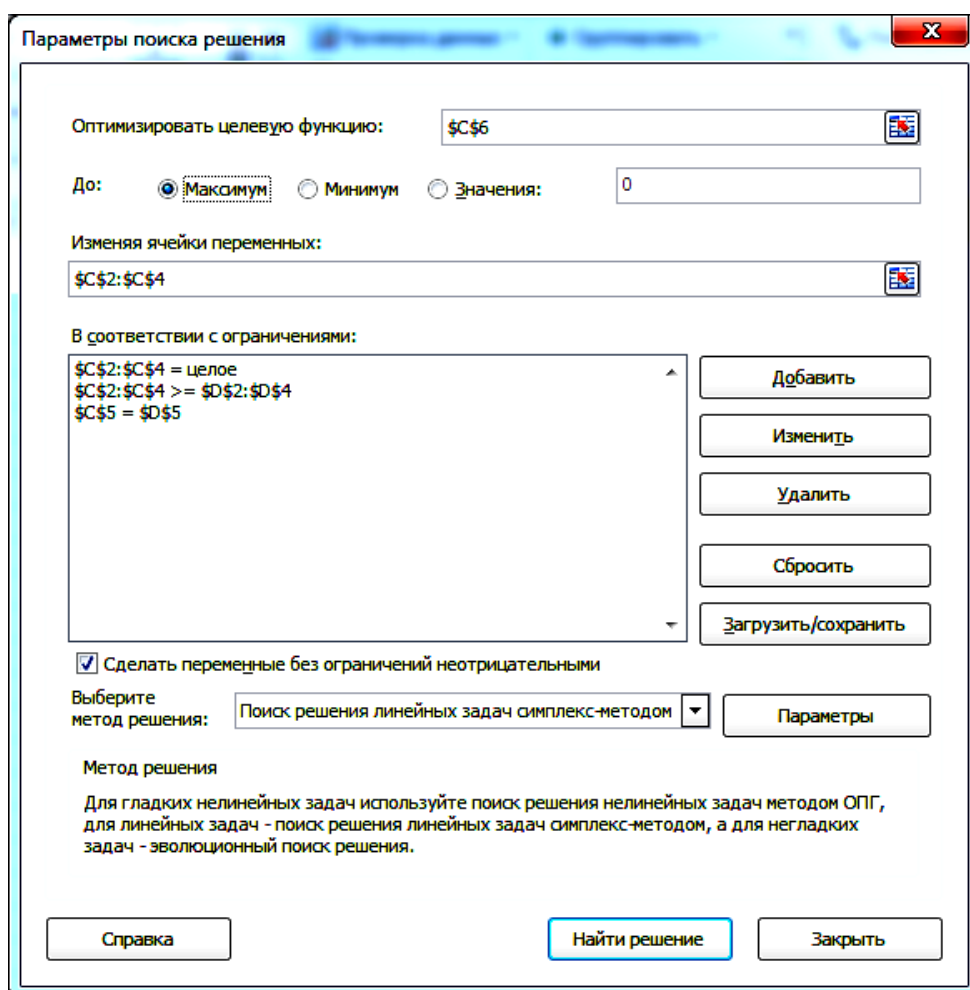 Параметры поиска решения
Оптимизировать целевую функцию: $C$6
До: Максимум Минимум Значения: 0
Изменяя ячейки переменных:
$C$2:$C$4
В соответствии с ограничениями:
$C$2:$C$4 = целое
$C$2:$C$4 >= $D$2:$D$4
$C$5 = $D$5
Добавить
Изменить
Удалить
Сбросить
Загрузить/сохранить
Сделать переменные без ограничений неотрицательными
Выберите
метод решения: Поиск решения линейных задач симплекс-методом Параметры
Метод решения
Для гладких нелинейных задач используйте поиск решения нелинейных задач методом ОПГ,
для линейных задач - поиск решения линейных задач симплекс-методом, а для негладких
задач - эволюционный поиск решения.
Справка Найти решение Закрыть